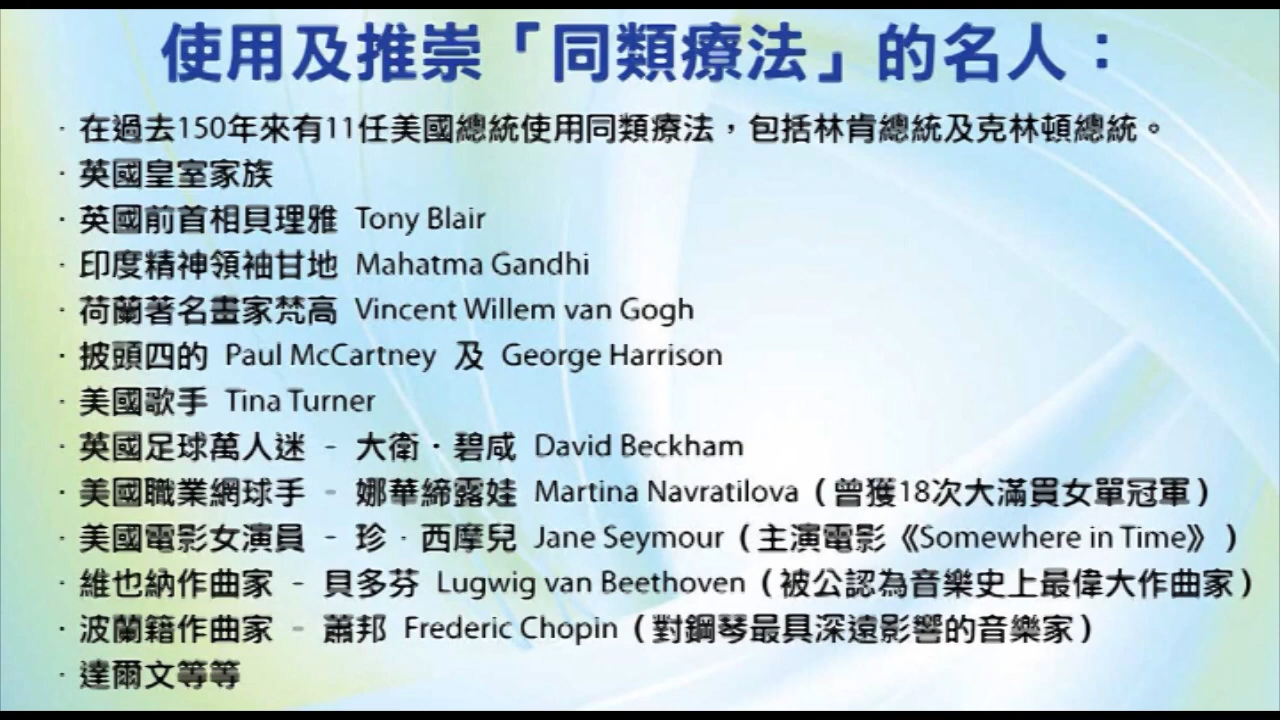 使用及推崇「同類療法」的名人：
· 在過去150年來有11任美國總統使用同類療法，包括林肯總統及克林頓總統。
· 英國皇室家族
· 英國前首相貝理雅 Tony Blair
· 印度精神領袖甘地 Mahatma Gandhi
· 荷蘭著名畫家梵高 Vincent Willem van Gogh
· 披頭四的 Paul McCartney 及 George Harrison
· 美國歌手 Tina Turner
· 英國足球萬人迷 - 大衛·碧咸 David Beckham
· 美國職業網球手 - 娜華締露娃 Martina Navratilova（曾獲18次大滿貫女單冠軍）
· 美國電影女演員 - 珍·西摩兒 Jane Seymour（主演電影《Somewhere in Time》）
· 維也納作曲家 - 貝多芬 Lugwig van Beethoven（被公認為音樂史上最偉大作曲家）
· 波蘭籍作曲家 - 蕭邦 Frederic Chopin（對鋼琴最具深遠影響的音樂家）
· 達爾文等等